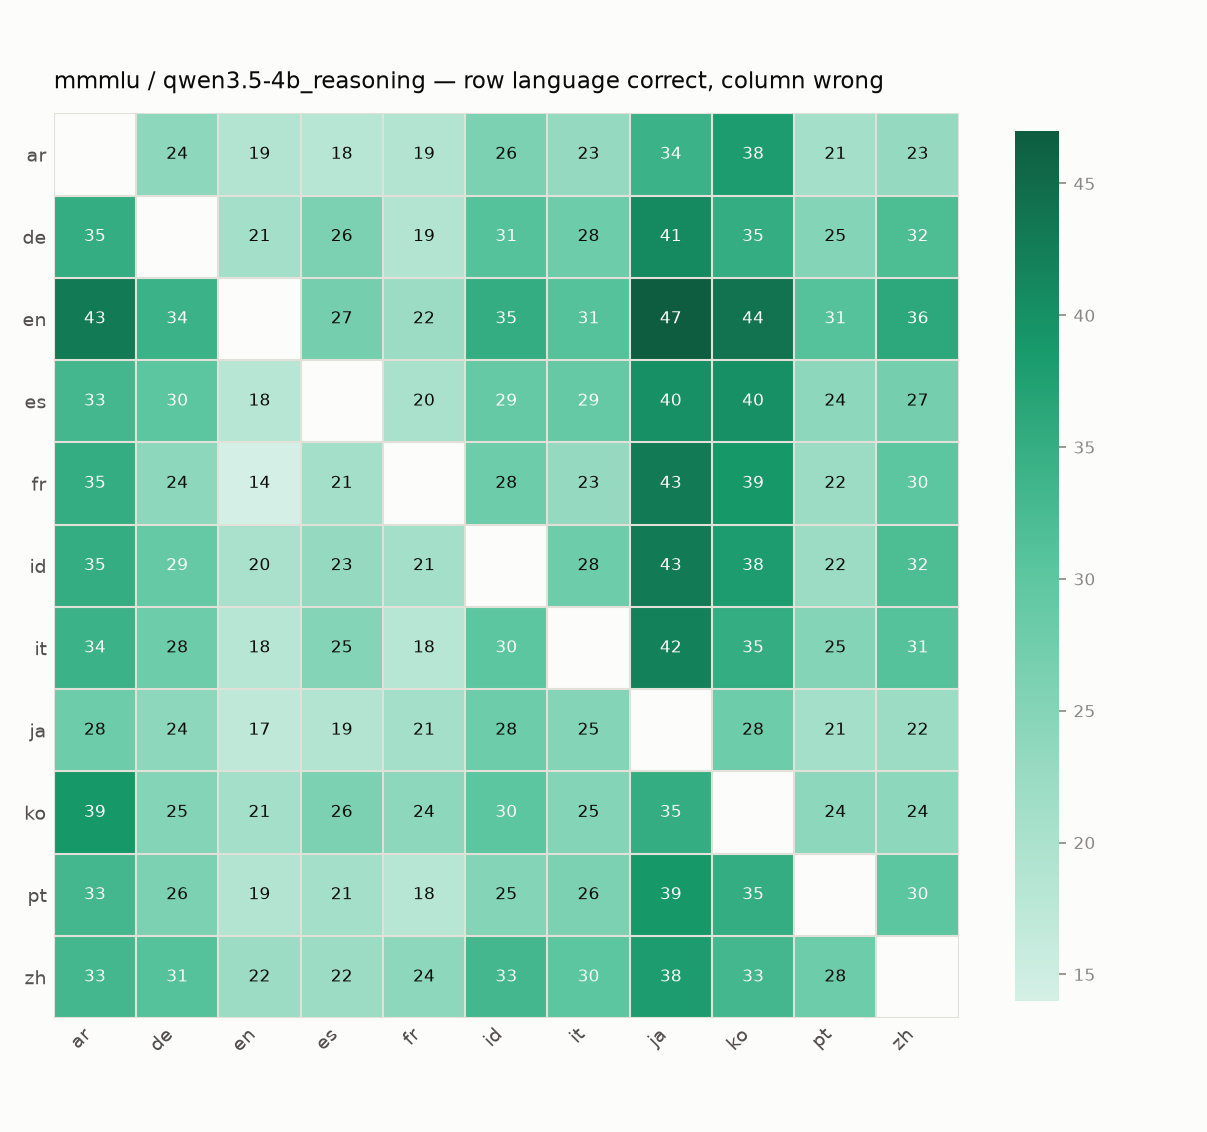 mmmlu / qwen3.5-4b_reasoning — row language correct, column wrong
ar 24 19 18 19 26 23 34 38 21 23
de 35 21 26 19 31 28 41 35 25 32
en 43 34 27 22 35 31 47 44 31 36
es 33 30 18 20 29 29 40 40 24 27
fr 35 24 14 21 28 23 43 39 22 30
id 35 29 20 23 21 28 43 38 22 32
it 34 28 18 25 18 30 42 35 25 31
ja 28 24 17 19 21 28 25 28 21 22
ko 39 25 21 26 24 30 25 35 24 24
pt 33 26 19 21 18 25 26 39 35 30
zh 33 31 22 22 24 33 30 38 33 28
ar de en es fr id it ja ko pt zh
45
40
35
30
25
20
15